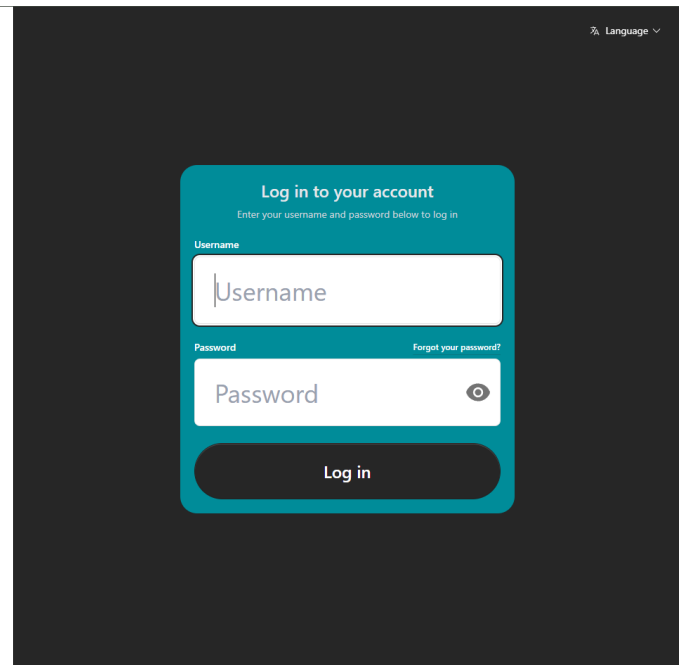 Language
Log in to your account
Enter your username and password below to log in
Username
Username
Password Forgot your password?
Password
Log in